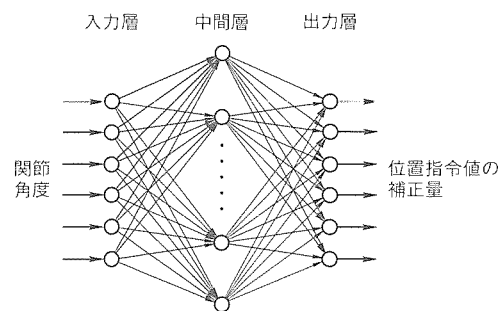 入力層 中間層 出力層
関節
角度
位置指令値の
補正量